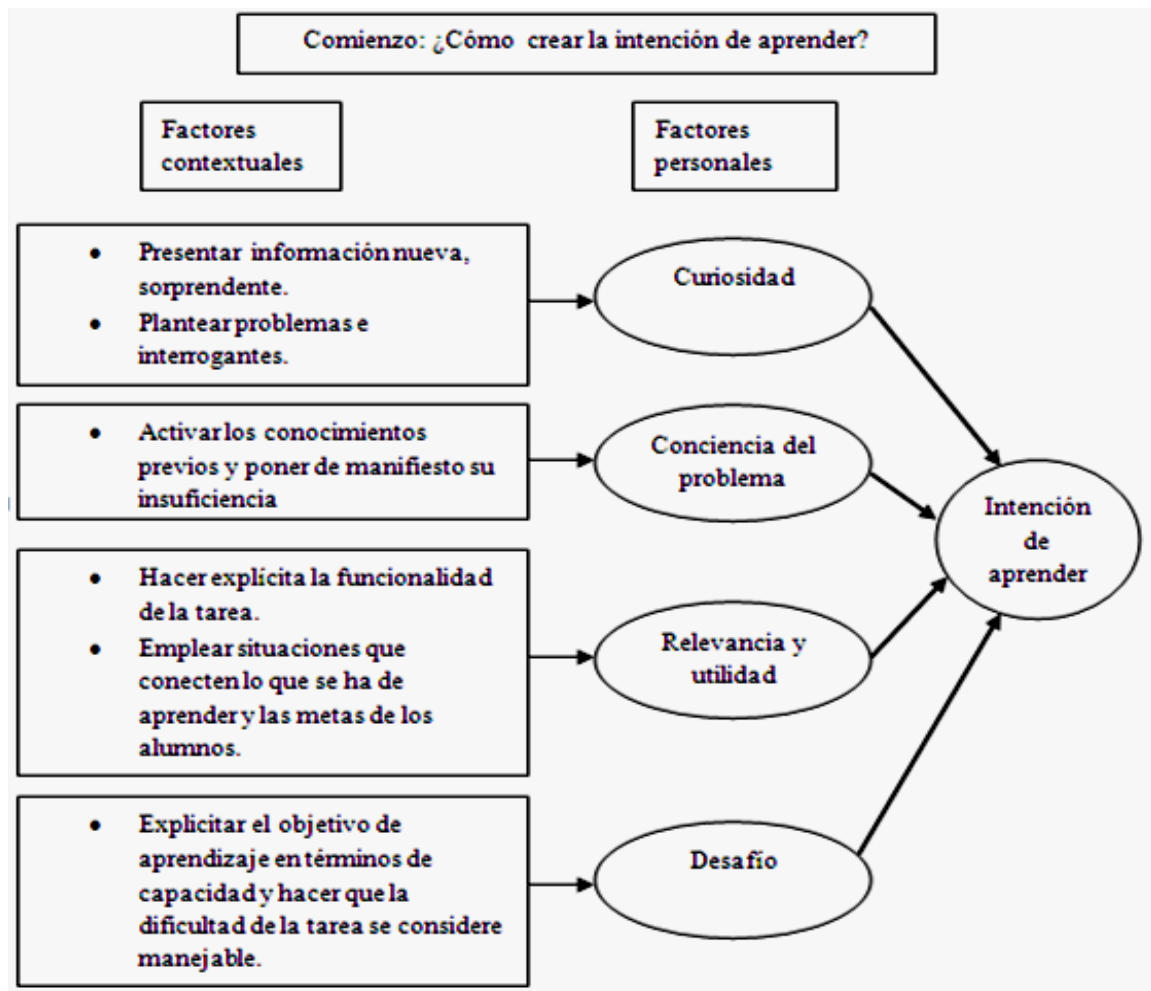 Comienzo: ¿Cómo crear la intención de aprender?
Factores
contextuales
Factores
personales
• Presentar información nueva,
sorprendente.
• Plantear problemas e
interrogantes.
Curiosidad
• Activar los conocimientos
previos y poner de manifiesto su
insuficiencia
Conciencia del
problema
Intención
de
aprender
• Hacer explícita la funcionalidad
de la tarea.
• Emplear situaciones que
conecten lo que se ha de
aprender y las metas de los
alumnos.
Relevancia y
utilidad
• Explicitar el objetivo de
aprendizaje en términos de
capacidad y hacer que la
dificultad de la tarea se considere
manejable.
Desafío